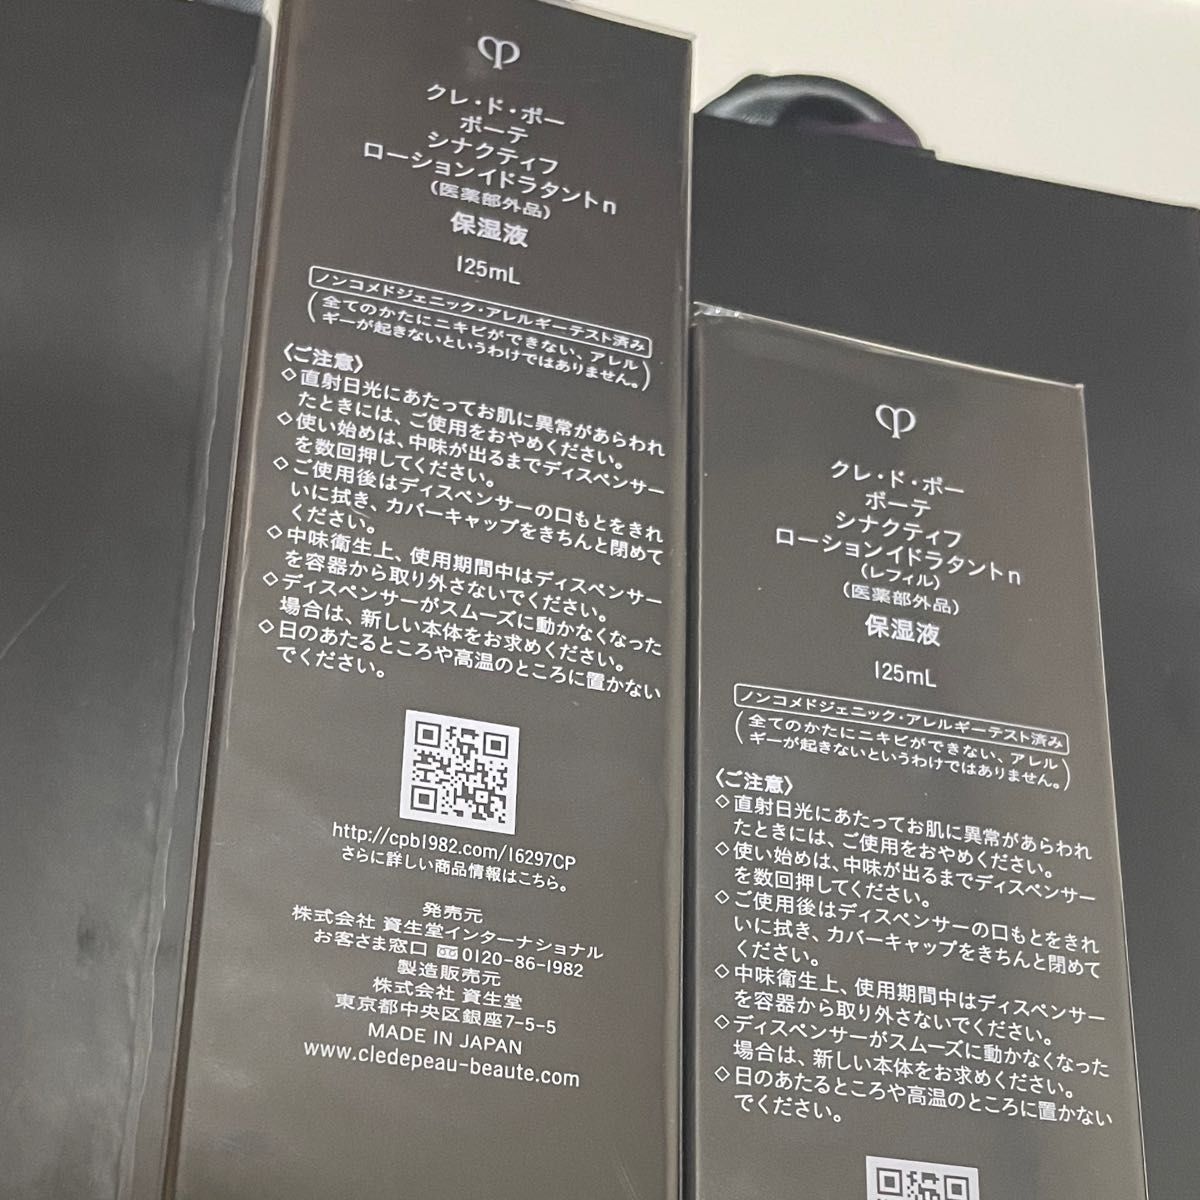 クレ・ド・ポー
ボーテ
シナクティフ
ローションイドラタントn
(医薬部外品)
保湿液
125mL
ノンコメドジェニック・アレルギーテスト済み
(全てのかたにニキビができない、アレル
ギーが起きないというわけではありません。)
〈ご注意〉
◇直射日光にあたってお肌に異常があらわれ
たときには、ご使用をおやめください。
◇使い始めは、中味が出るまでディスペンサー
を数回押してください。
◇ご使用後はディスペンサーの口もとをきれ
いに拭き、カバーキャップをきちんと閉めて
ください。
◇中味衛生上、使用期間中はディスペンサー
を容器から取り外さないでください。
◇ディスペンサーがスムーズに動かなくなった
場合は、新しい本体をお求めください。
◇日のあたるところや高温のところに置かない
でください。
http://cpb1982.com/16297CP
さらに詳しい商品情報はこちら。
発売元
株式会社 資生堂インターナショナル
お客さま窓口 0120-86-1982
製造販売元
株式会社 資生堂
東京都中央区銀座7-5-5
MADE IN JAPAN
www.cledepeau-beaute.com
クレ・ド・ポー
ボーテ
シナクティフ
ローションイドラタントn
(レフィル)
(医薬部外品)
保湿液
125mL
ノンコメドジェニック・アレルギーテスト済み
(全てのかたにニキビができない、アレル
ギーが起きないというわけではありません。)
〈ご注意〉
◇直射日光にあたってお肌に異常があらわれ
たときには、ご使用をおやめください。
◇使い始めは、中味が出るまでディスペンサー
を数回押してください。
◇ご使用後はディスペンサーの口もとをきれ
いに拭き、カバーキャップをきちんと閉めて
ください。
◇中味衛生上、使用期間中はディスペンサー
を容器から取り外さないでください。
◇ディスペンサーがスムーズに動かなくなった
場合は、新しい本体をお求めください。
◇日のあたるところや高温のところに置かない
でください。